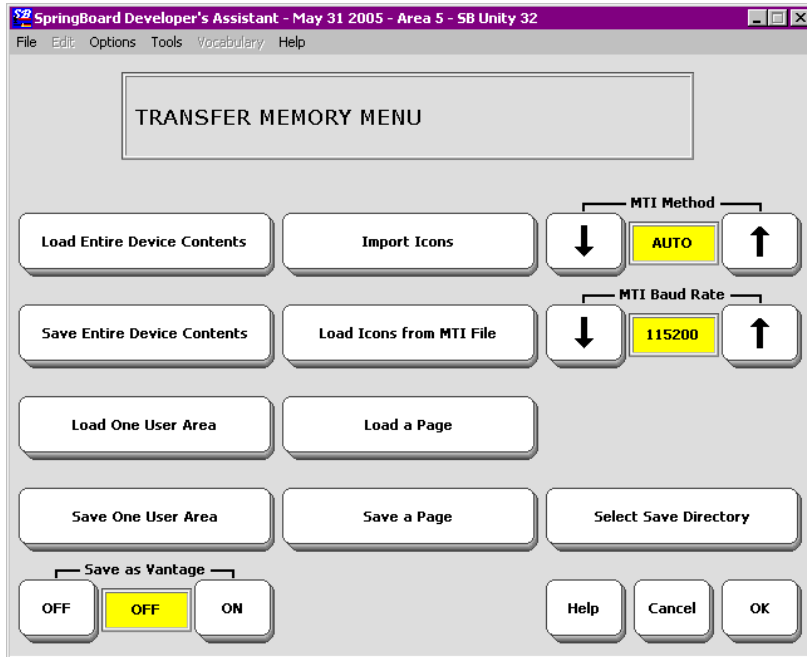 SB SpringBoard Developer's Assistant - May 31 2005 - Area 5 - SB Unity 32
File Edit Options Tools Vocabulary Help
TRANSFER MEMORY MENU
MTI Method
Load Entire Device Contents Import Icons AUTO
MTI Baud Rate
Save Entire Device Contents Load Icons from MTI File 115200
Load One User Area Load a Page
Save One User Area Save a Page Select Save Directory
Save as Vantage
OFF OFF ON Help Cancel OK